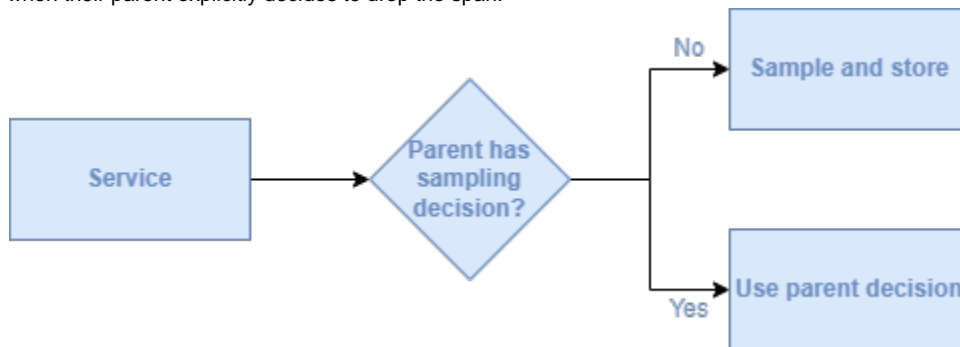 when their parent explicitly decides to drop the span.
No
Sample and store
Service
Parent has
sampling
decision?
Yes
Use parent decision